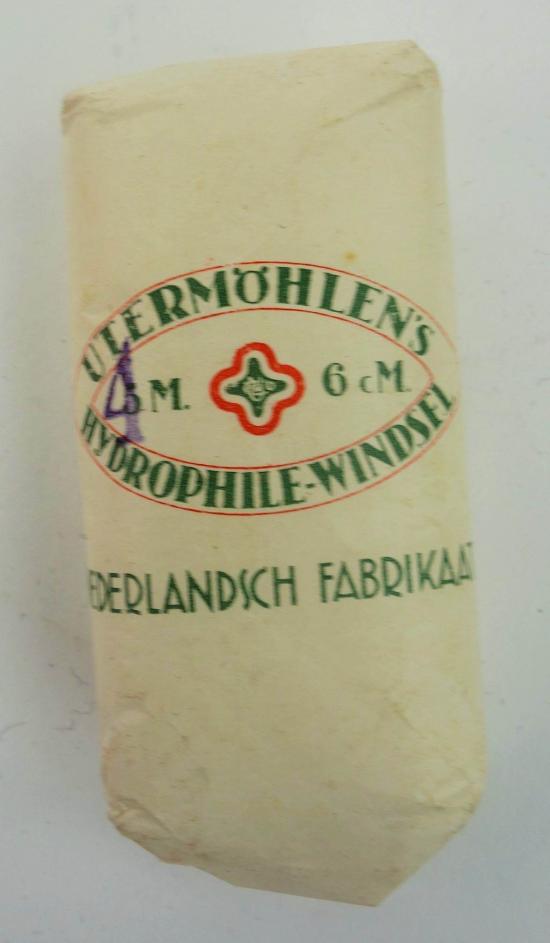 UTERMÖHLEN'S
4 M. 6 cM.
HYDROPHILE-WINDSEL
EDERLANDSCH FABRIKAAT